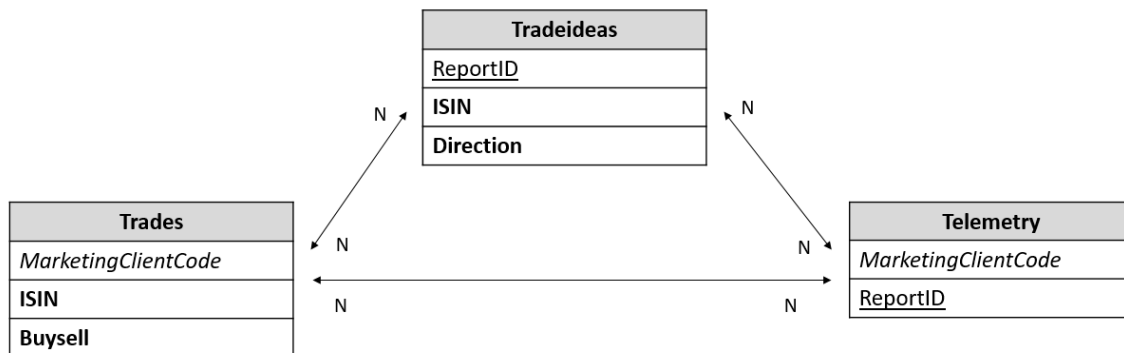 Tradeideas
ReportID
ISIN
Direction
N
N
Trades
MarketingClientCode
ISIN
Buysell
N
N
N
N
Telemetry
MarketingClientCode
ReportID